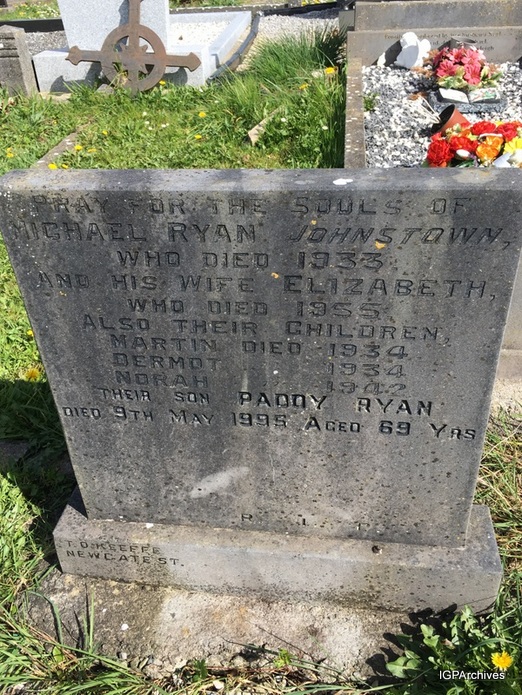 PRAY FOR THE SOULS OF
MICHAEL RYAN JOHNSTOWN,
WHO DIED 1933
AND HIS WIFE ELIZABETH,
WHO DIED 1955.
ALSO THEIR CHILDREN,
MARTIN DIED 1934
DERMOT " 1934
NORAH " 1942
THEIR SON PADDY RYAN
DIED 9TH MAY 1995 AGED 69 YRS
R. I. P.
T. O'KEEFFE
NEWGATE ST.
IGPArchives